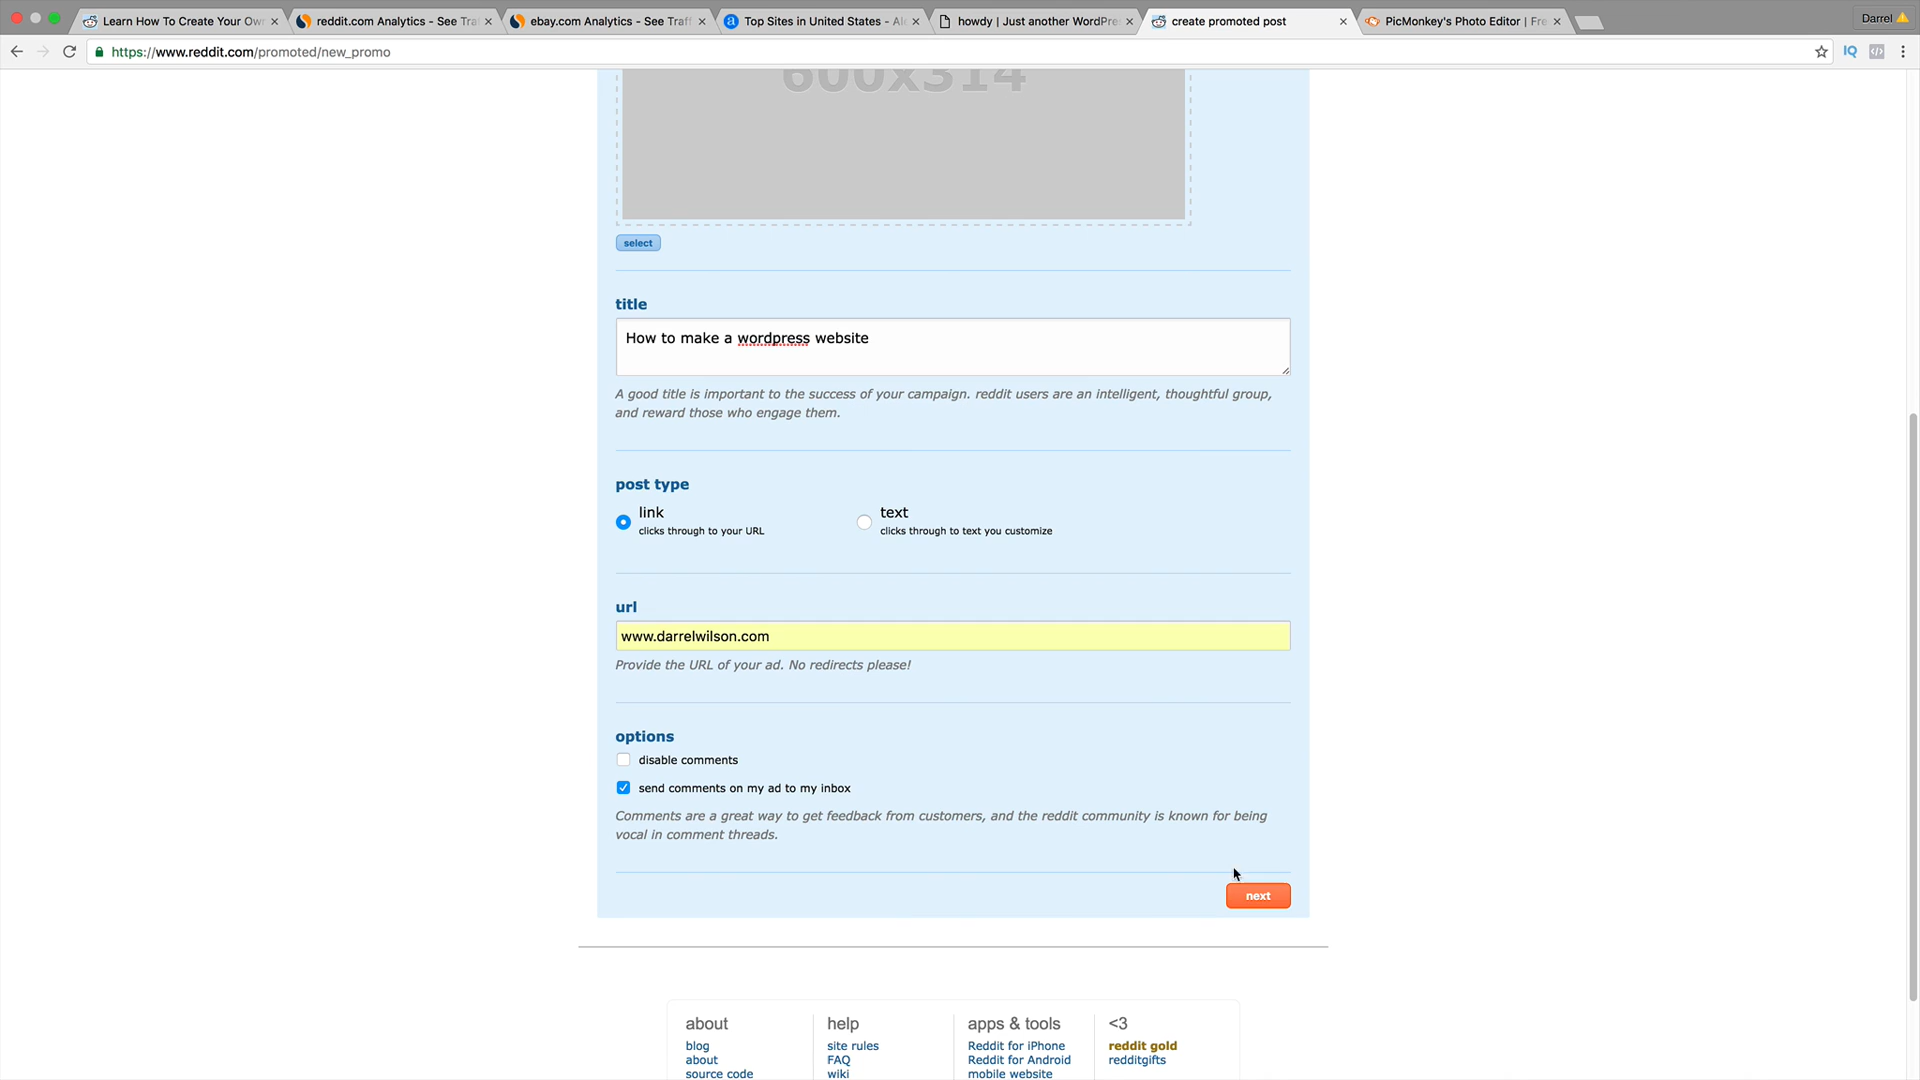 Learn How To Create Your Own
reddit.com Analytics - See Traf
ebay.com Analytics - See Traff
Top Sites in United States - Ale
howdy | Just another WordPre
create promoted post
PicMonkey's Photo Editor | Fre
Darrel
https://www.reddit.com/promoted/new_promo
IQ
600x314
select
title
How to make a wordpress website
A good title is important to the success of your campaign. reddit users are an intelligent, thoughtful group,
and reward those who engage them.
post type
link
clicks through to your URL
text
clicks through to text you customize
url
www.darrelwilson.com
Provide the URL of your ad. No redirects please!
options
disable comments
send comments on my ad to my inbox
Comments are a great way to get feedback from customers, and the reddit community is known for being
vocal in comment threads.
next
about
blog
about
source code
help
site rules
FAQ
wiki
apps & tools
Reddit for iPhone
Reddit for Android
mobile website
<3
reddit gold
redditgifts